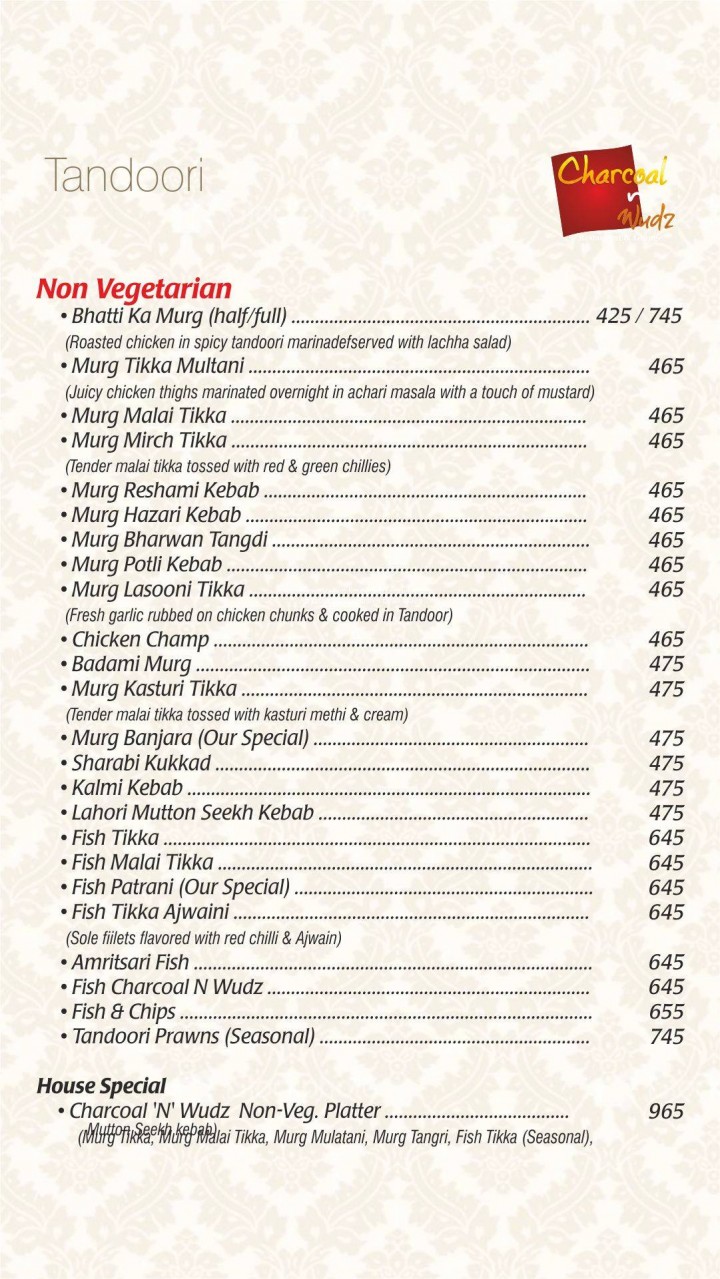 Tandoori
Charcoal
n
Wudz
Non Vegetarian
• Bhatti Ka Murg (half/full) ........................................................... 425 / 745
(Roasted chicken in spicy tandoori marinadefserved with lachha salad)
• Murg Tikka Multani .................................................................... 465
(Juicy chicken thighs marinated overnight in achari masala with a touch of mustard)
• Murg Malai Tikka ....................................................................... 465
• Murg Mirch Tikka ....................................................................... 465
(Tender malai tikka tossed with red & green chillies)
• Murg Reshami Kebab ................................................................ 465
• Murg Hazari Kebab .................................................................... 465
• Murg Bharwan Tangdi ............................................................... 465
• Murg Potli Kebab ........................................................................ 465
• Murg Lasooni Tikka ................................................................... 465
(Fresh garlic rubbed on chicken chunks & cooked in Tandoor)
• Chicken Champ .......................................................................... 465
• Badami Murg .............................................................................. 475
• Murg Kasturi Tikka ..................................................................... 475
(Tender malai tikka tossed with kasturi methi & cream)
• Murg Banjara (Our Special) ....................................................... 475
• Sharabi Kukkad .......................................................................... 475
• Kalmi Kebab ................................................................................ 475
• Lahori Mutton Seekh Kebab ...................................................... 475
• Fish Tikka ..................................................................................... 645
• Fish Malai Tikka .......................................................................... 645
• Fish Patrani (Our Special) ........................................................... 645
• Fish Tikka Ajwaini ....................................................................... 645
(Sole fiilets flavored with red chilli & Ajwain)
• Amritsari Fish ............................................................................... 645
• Fish Charcoal N Wudz ................................................................ 645
• Fish & Chips .................................................................................. 655
• Tandoori Prawns (Seasonal) ...................................................... 745
House Special
• Charcoal 'N' Wudz Non-Veg. Platter ..................................... 965
(Murg Tikka, Murg Malai Tikka, Murg Mulatani, Murg Tangri, Fish Tikka (Seasonal),
Mutton Seekh kebab)